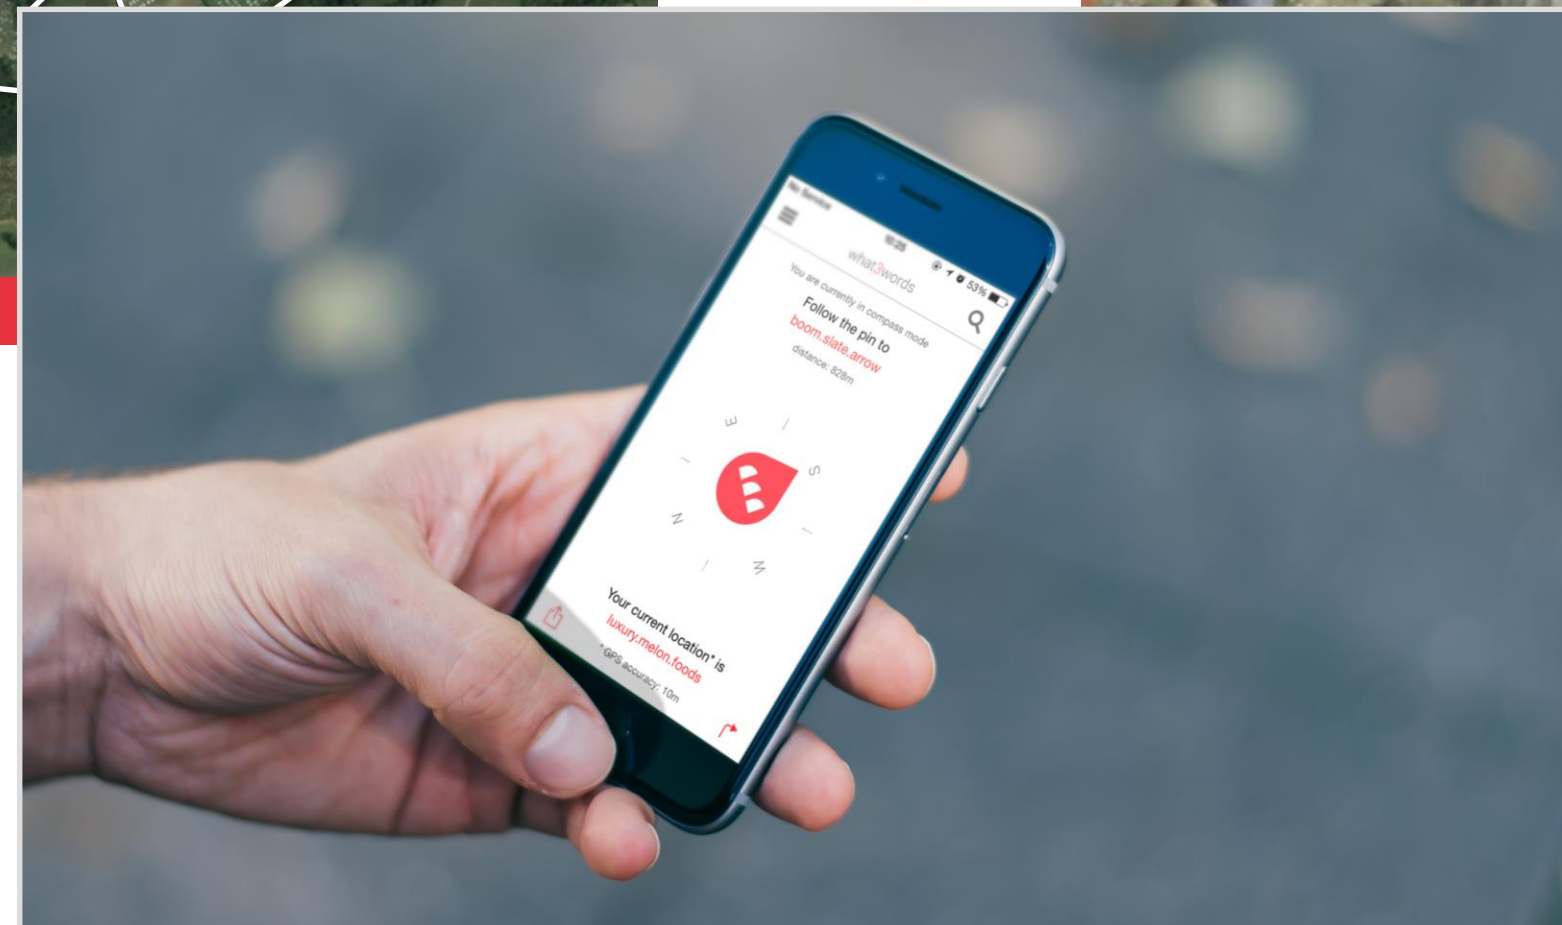 No Service
10:25
53%
what3words
You are currently in compass mode
Follow the pin to
boom.slate.arrow
distance: 828m
E
S
N
W
Your current location* is
luxury.melon.foods
* GPS accuracy: 10m